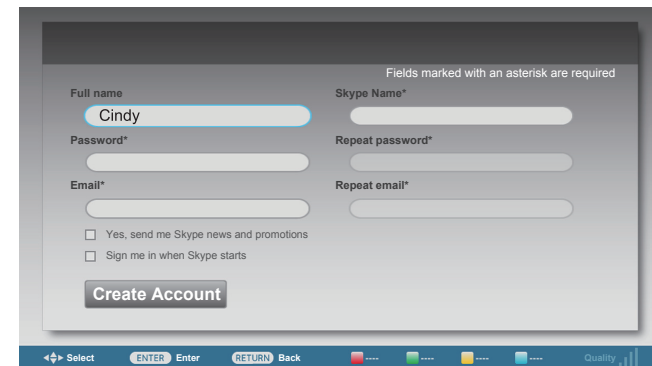 Fields marked with an asterisk are required
Full name
Skype Name*
Cindy
Password*
Repeat password*
Email*
Repeat email*
Yes, send me Skype news and promotions
Sign me in when Skype starts
Create Account
Select ENTER Enter RETURN Back ---- ---- ---- ---- Quality